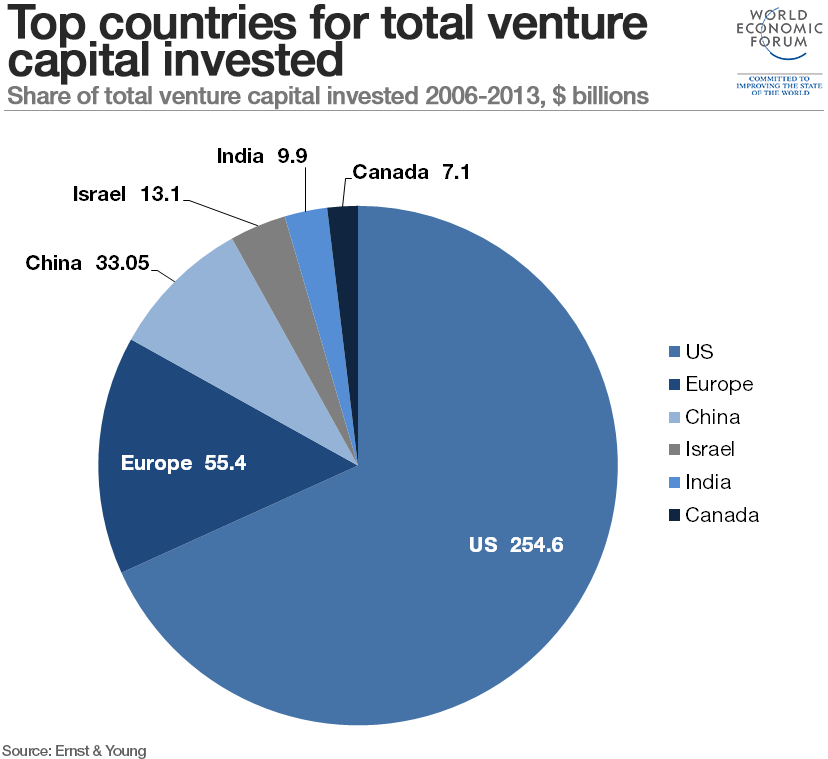 Top countries for total venture
capital invested
Share of total venture capital invested 2006-2013, $ billions
WORLD
ECONOMIC
FORUM
COMMITTED TO
IMPROVING THE STATE
OF THE WORLD
India 9.9
Canada 7.1
Israel 13.1
China 33.05
Europe 55.4
US 254.6
US
Europe
China
Israel
India
Canada
Source: Ernst & Young